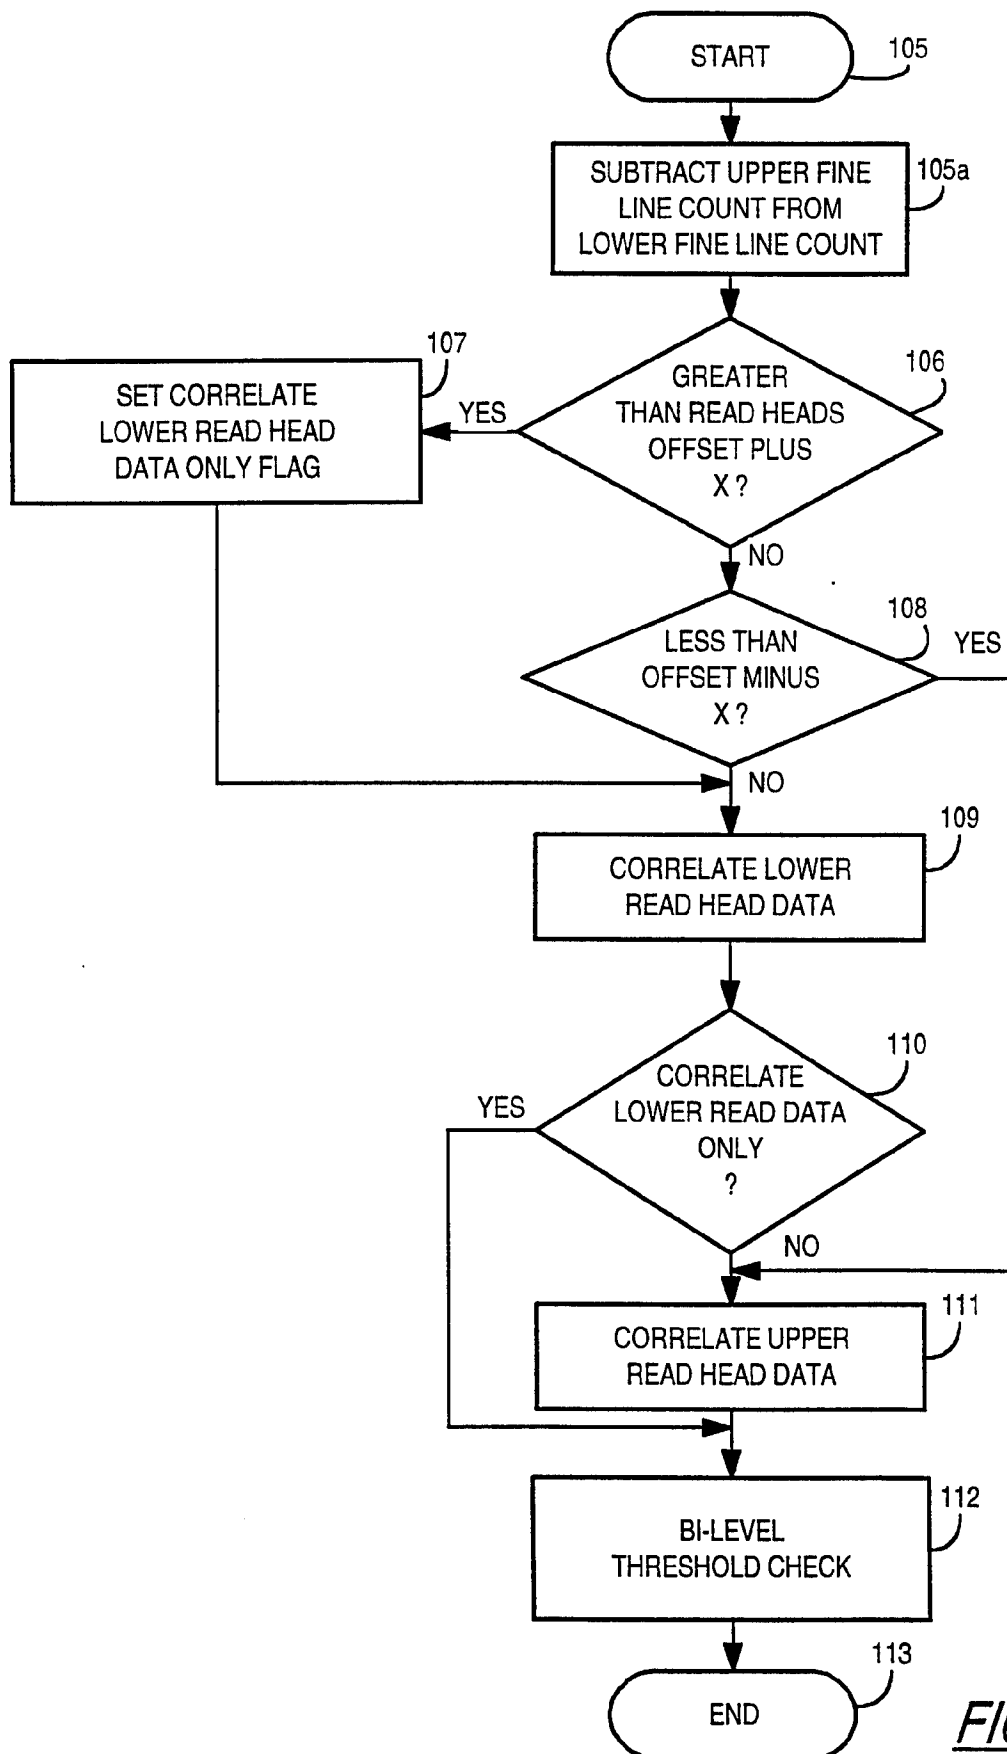 START
105
SUBTRACT UPPER FINE
LINE COUNT FROM
LOWER FINE LINE COUNT
105a
GREATER
THAN READ HEADS
OFFSET PLUS
X ?
106
YES
107
SET CORRELATE
LOWER READ HEAD
DATA ONLY FLAG
NO
LESS THAN
OFFSET MINUS
X ?
108
YES
NO
109
CORRELATE LOWER
READ HEAD DATA
110
CORRELATE
LOWER READ DATA
ONLY
?
YES
NO
111
CORRELATE UPPER
READ HEAD DATA
112
BI-LEVEL
THRESHOLD CHECK
113
END